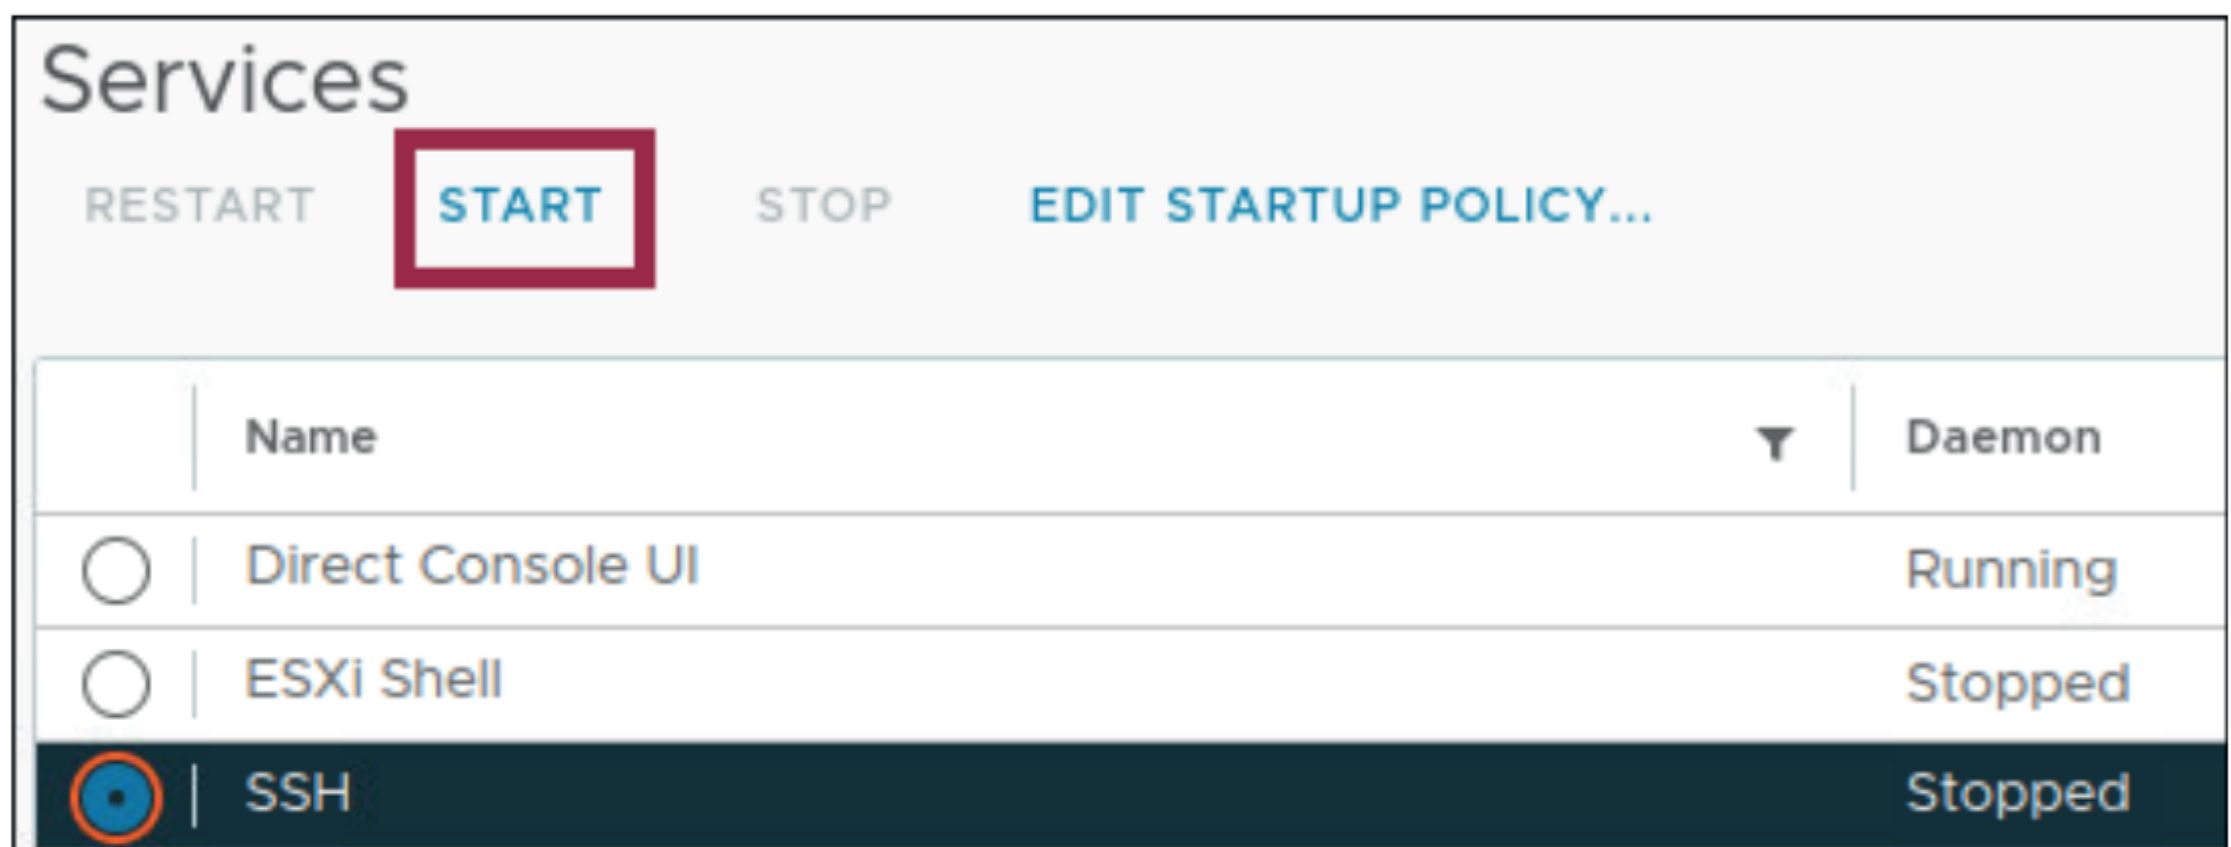 Services
RESTART START STOP EDIT STARTUP POLICY...
Name Daemon
Direct Console UI Running
ESXi Shell Stopped
SSH Stopped